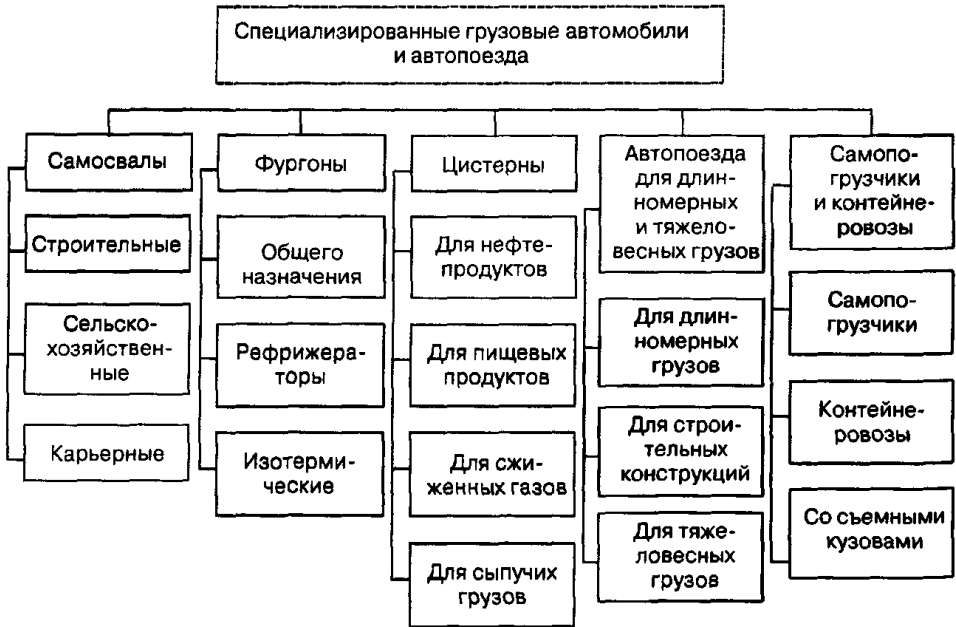 Специализированные грузовые автомобили
и автопоезда
Самосвалы
Строительные
Сельско-
хозяйствен-
ные
Карьерные
Фургоны
Общего
назначения
Рефрижера-
торы
Изотерми-
ческие
Цистерны
Для нефте-
продуктов
Для пищевых
продуктов
Для сжи-
женных газов
Для сыпучих
грузов
Автопоезда
для длин-
номерных
и тяжело-
весных грузов
Для длин-
номерных
грузов
Для строи-
тельных
конструкций
Для тяже-
ловесных
грузов
Самопо-
грузчики
и контейне-
ровозы
Самопо-
грузчики
Контейне-
ровозы
Со съемными
кузовами